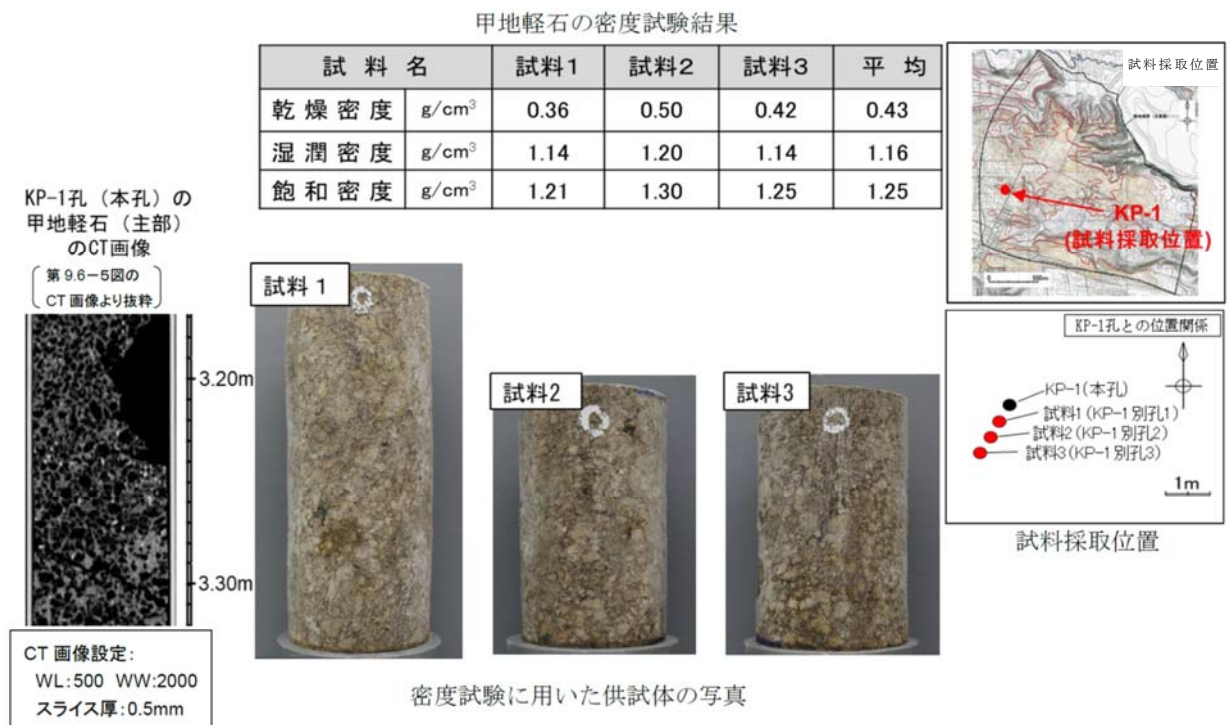 甲地軽石の密度試験結果
試料名 試料1 試料2 試料3 平均
乾燥密度 g/cm³ 0.36 0.50 0.42 0.43
湿潤密度 g/cm³ 1.14 1.20 1.14 1.16
飽和密度 g/cm³ 1.21 1.30 1.25 1.25
試料採取位置
KP-1
(試料採取位置)
KP-1孔（本孔）の
甲地軽石（主部）
のCT画像
第9.6－5図の
CT画像より抜粋
3.20m
3.30m
CT画像設定:
WL:500 WW:2000
スライス厚:0.5mm
試料1
試料2
試料3
密度試験に用いた供試体の写真
KP-1孔との位置関係
KP-1(本孔)
試料1(KP-1別孔1)
試料2(KP-1別孔2)
試料3(KP-1別孔3)
1m
試料採取位置